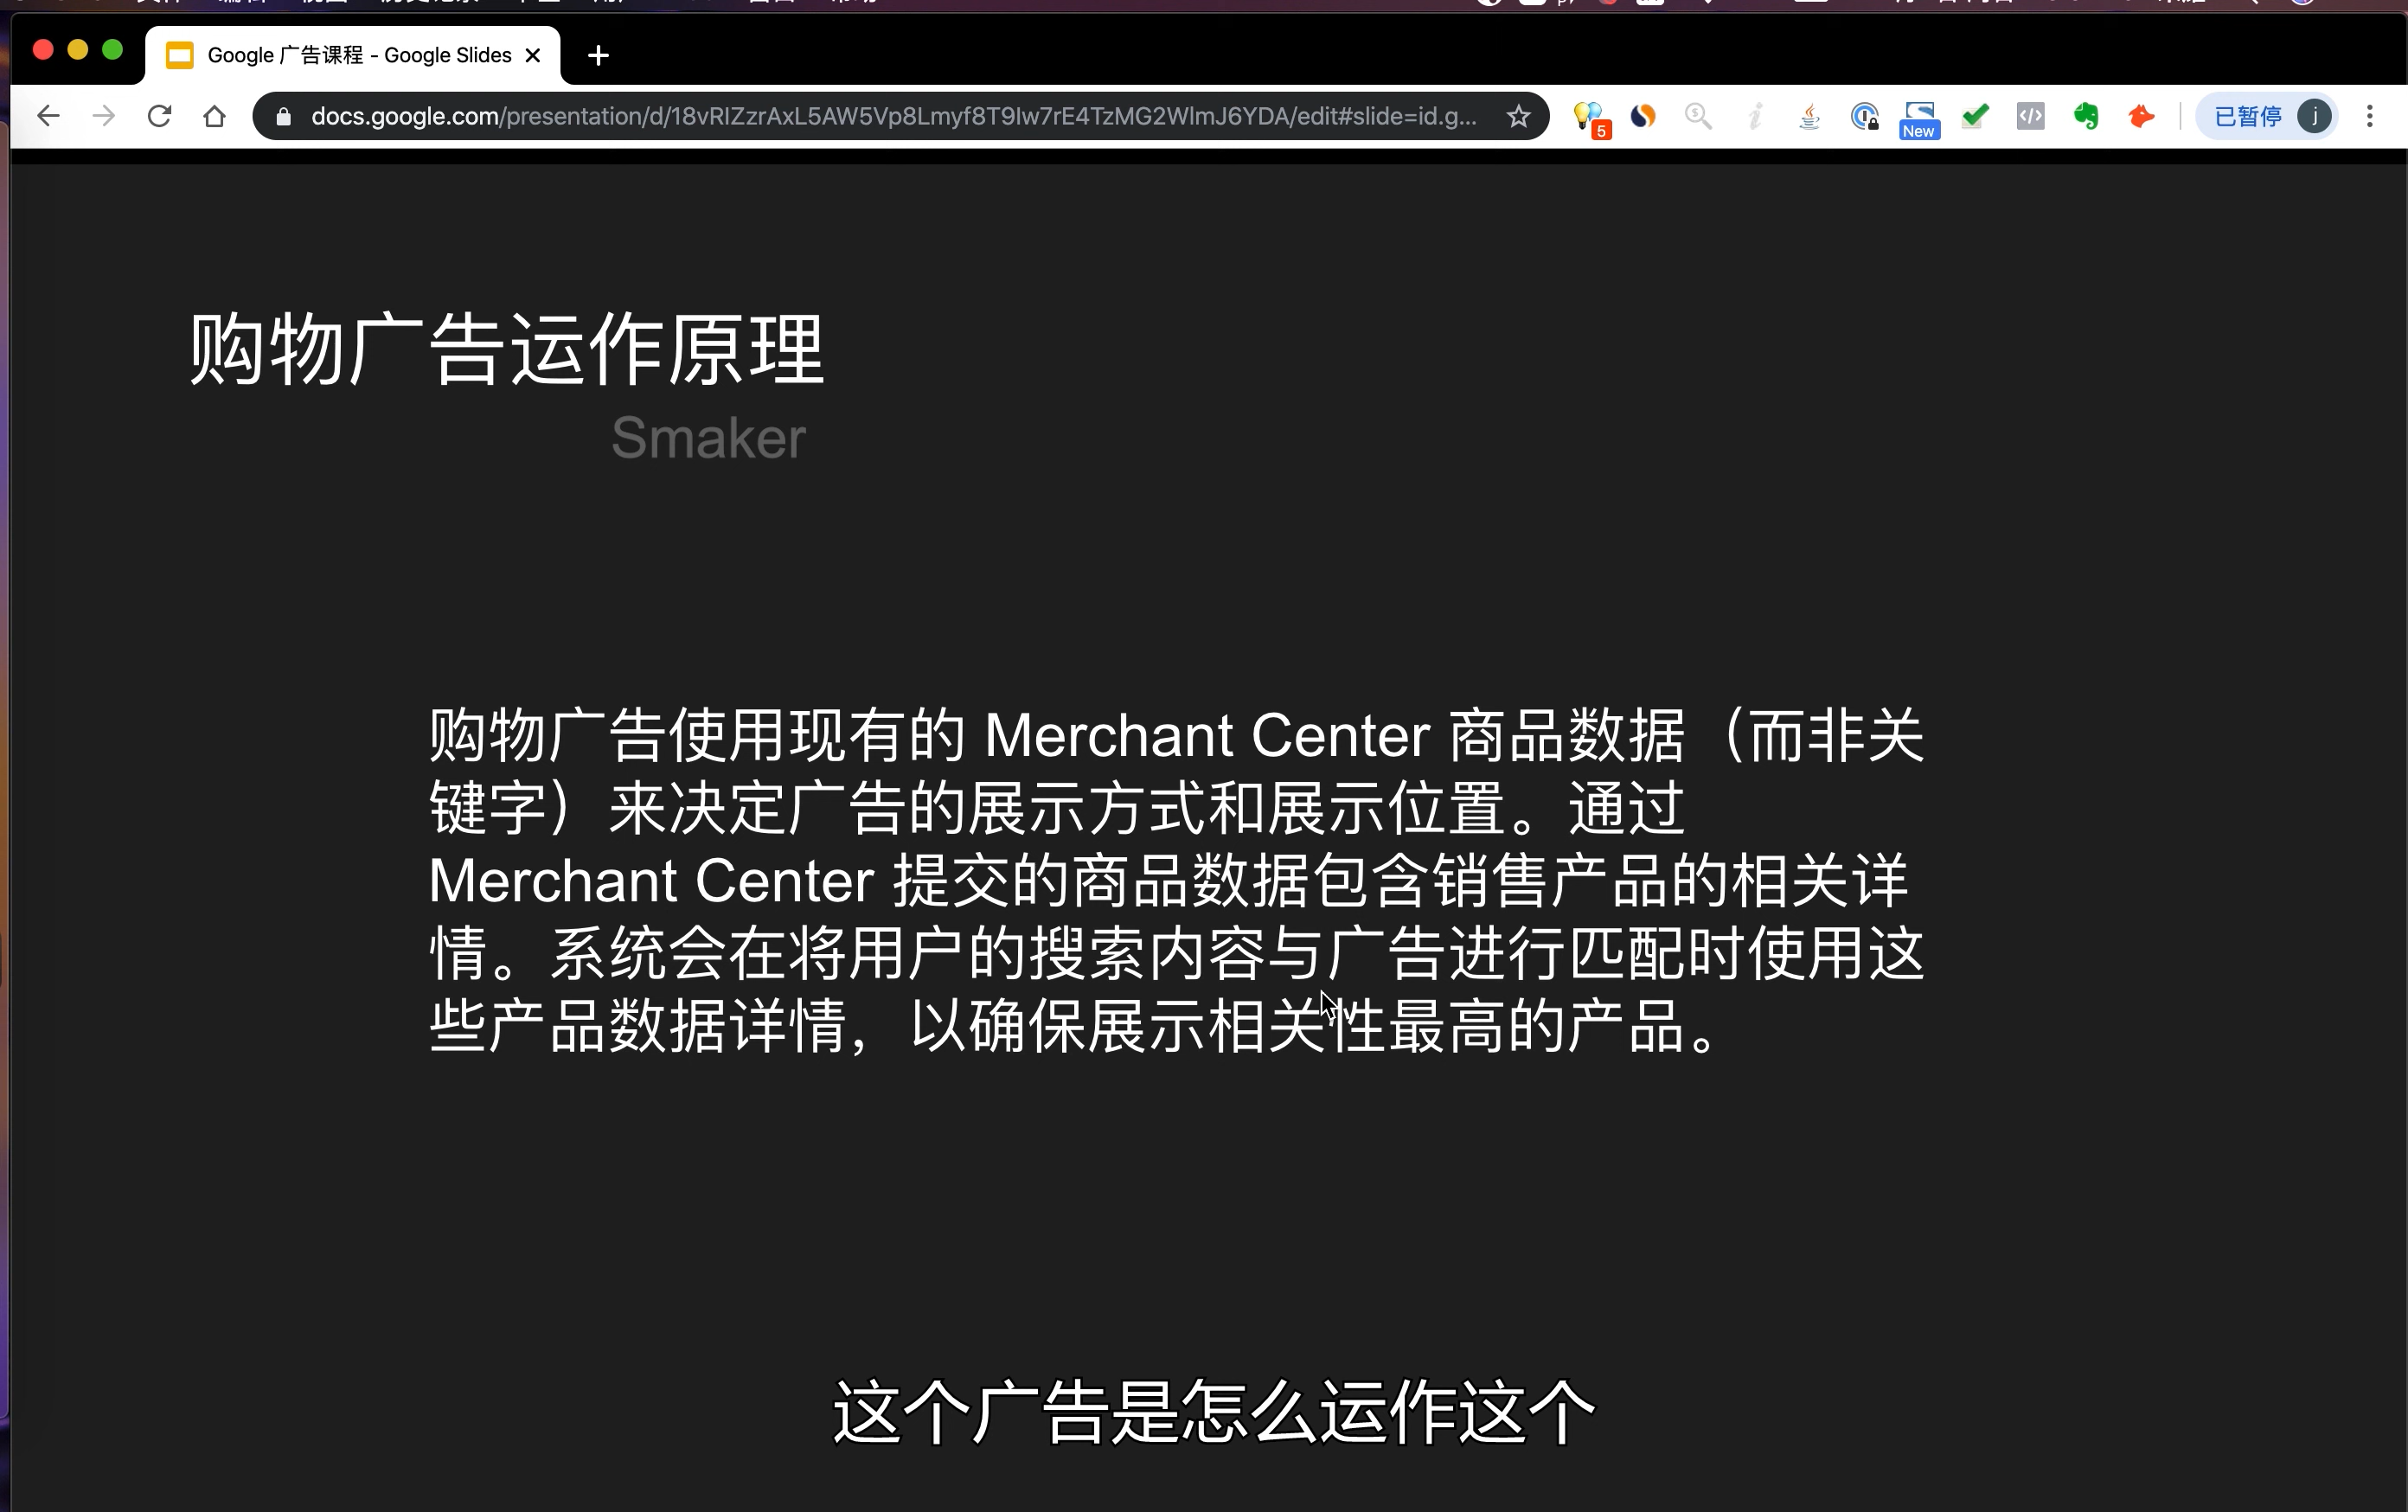 Google 广告课程 - Google Slides
docs.google.com/presentation/d/18vRIZzrAxL5AW5Vp8Lmyf8T9Iw7rE4TzMG2WlmJ6YDA/edit#slide=id.g...
5
New
已暂停
j
购物广告运作原理
Smaker
购物广告使用现有的 Merchant Center 商品数据（而非关
键字）来决定广告的展示方式和展示位置。通过
Merchant Center 提交的商品数据包含销售产品的相关详
情。系统会在将用户的搜索内容与广告进行匹配时使用这
些产品数据详情，以确保展示相关性最高的产品。
这个广告是怎么运作这个